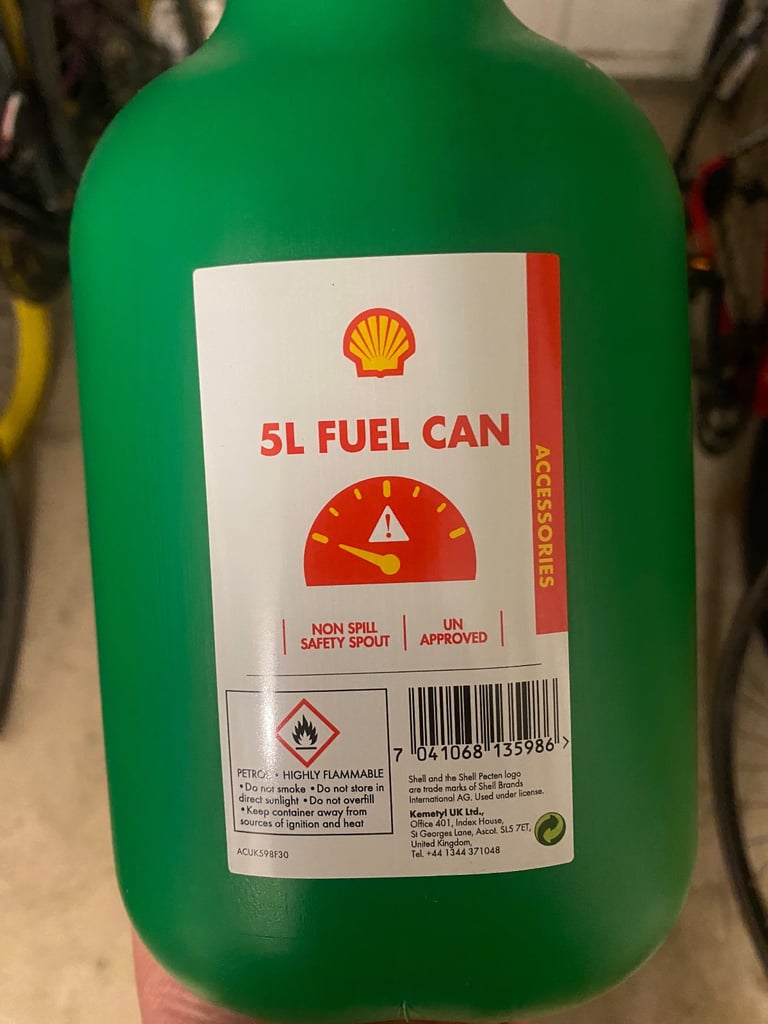 5L FUEL CAN
ACCESSORIES
NON SPILL
SAFETY SPOUT
UN
APPROVED
PETROL • HIGHLY FLAMMABLE
• Do not smoke • Do not store in
direct sunlight • Do not overfill
• Keep container away from
sources of ignition and heat
ACUK598F30
7 041068 135986 >
Shell and the Shell Pecten logo
are trade marks of Shell Brands
International AG. Used under license.
Kemetyl UK Ltd.,
Office 401, Index House,
St Georges Lane, Ascot. SL5 7ET,
United Kingdom,
Tel. +44 1344 371048